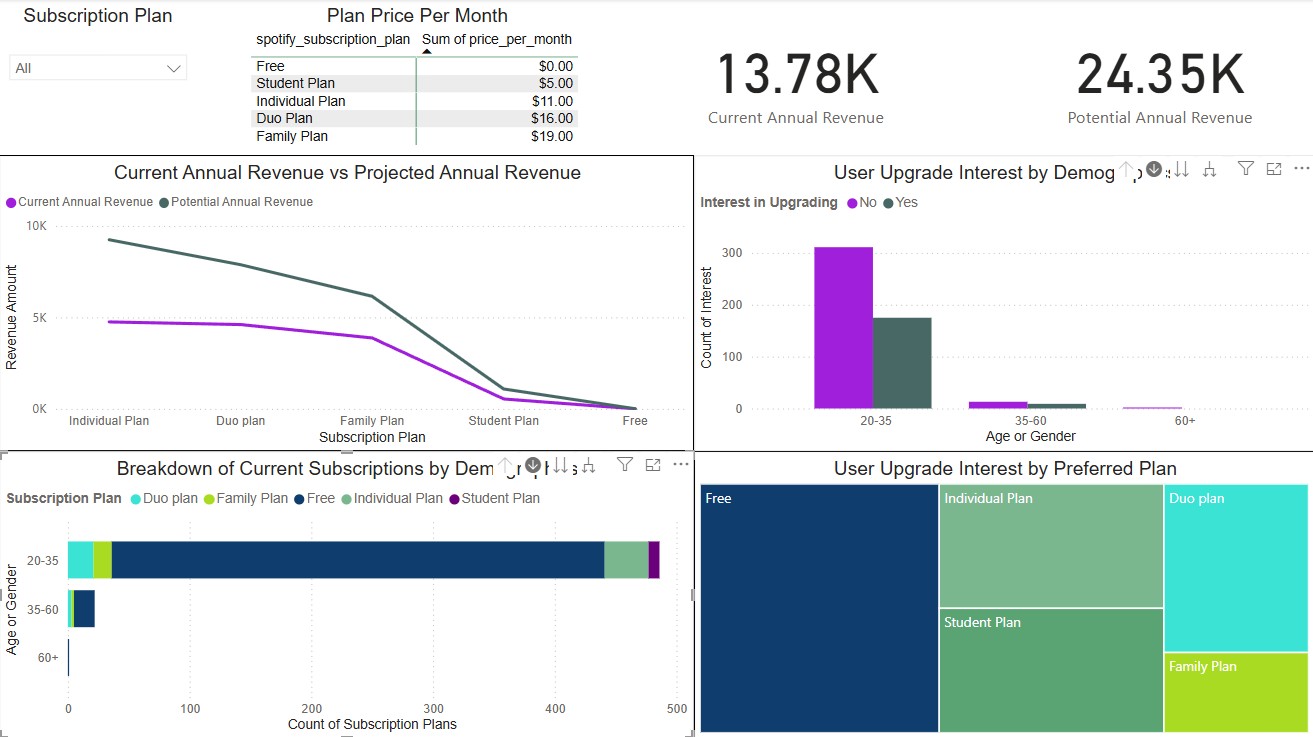 Subscription Plan
All
Plan Price Per Month
spotify_subscription_plan Sum of price_per_month
Free $0.00
Student Plan $5.00
Individual Plan $11.00
Duo Plan $16.00
Family Plan $19.00
13.78K
Current Annual Revenue
24.35K
Potential Annual Revenue
Current Annual Revenue vs Projected Annual Revenue
Current Annual Revenue Potential Annual Revenue
Revenue Amount
10K
5K
0K
Individual Plan Duo plan Family Plan Student Plan Free
Subscription Plan
User Upgrade Interest by Demog
Interest in Upgrading No Yes
Count of Interest
300
200
100
0
20-35 35-60 60+
Age or Gender
Breakdown of Current Subscriptions by Dem
Subscription Plan Duo plan Family Plan Free Individual Plan Student Plan
Age or Gender
20-35
35-60
60+
0 100 200 300 400 500
Count of Subscription Plans
User Upgrade Interest by Preferred Plan
Free
Individual Plan
Student Plan
Duo plan
Family Plan